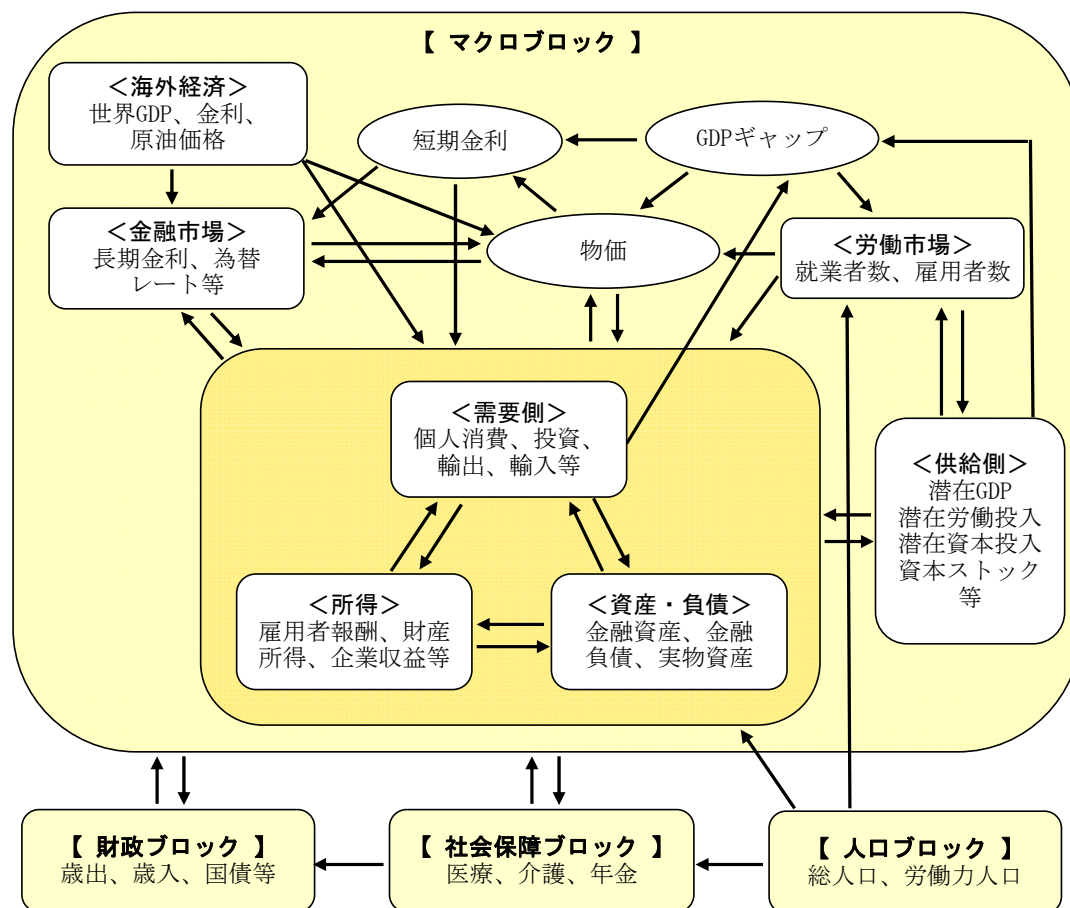 【 マクロブロック 】
＜海外経済＞
世界GDP、金利、
原油価格
短期金利
GDPギャップ
＜金融市場＞
長期金利、為替
レート等
物価
＜労働市場＞
就業者数、雇用者数
＜需要側＞
個人消費、投資、
輸出、輸入等
＜供給側＞
潜在GDP
潜在労働投入
潜在資本投入
資本ストック
等
＜所得＞
雇用者報酬、財産
所得、企業収益等
＜資産・負債＞
金融資産、金融
負債、実物資産
【 財政ブロック 】
歳出、歳入、国債等
【 社会保障ブロック 】
医療、介護、年金
【 人口ブロック 】
総人口、労働力人口